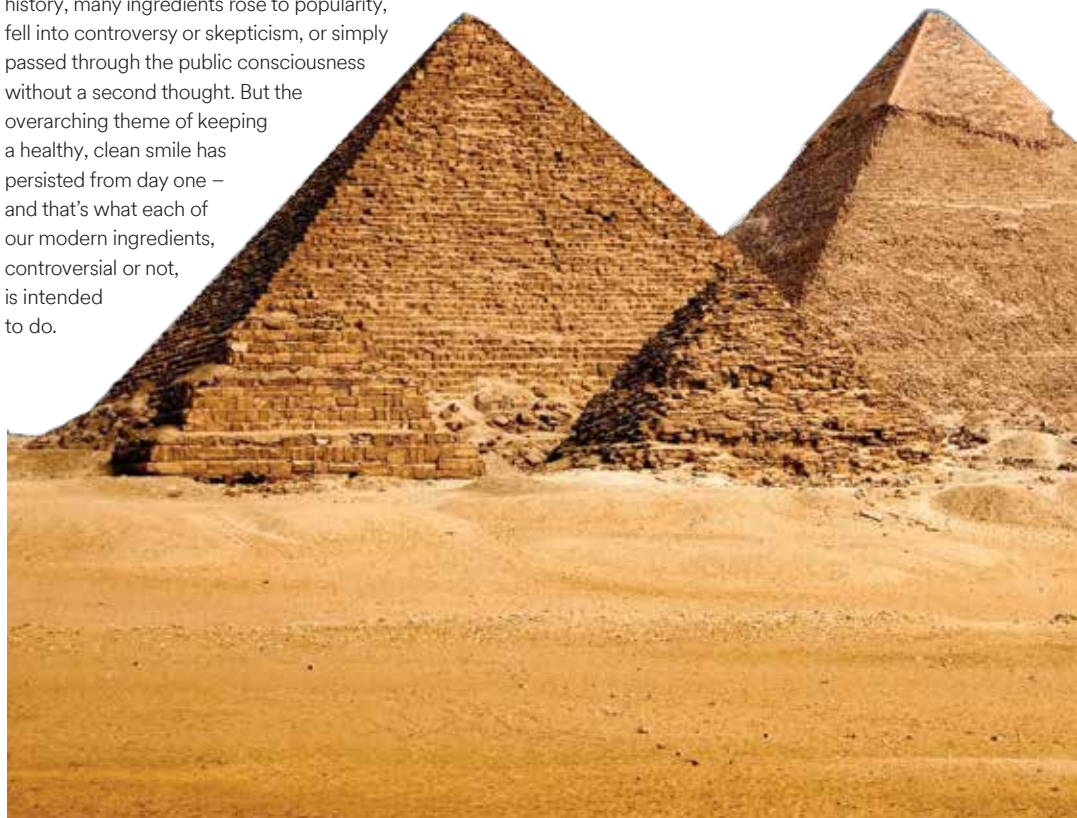 history, many ingredients rose to popularity,
fell into controversy or skepticism, or simply
passed through the public consciousness
without a second thought. But the
overarching theme of keeping
a healthy, clean smile has
persisted from day one –
and that’s what each of
our modern ingredients,
controversial or not,
is intended
to do.